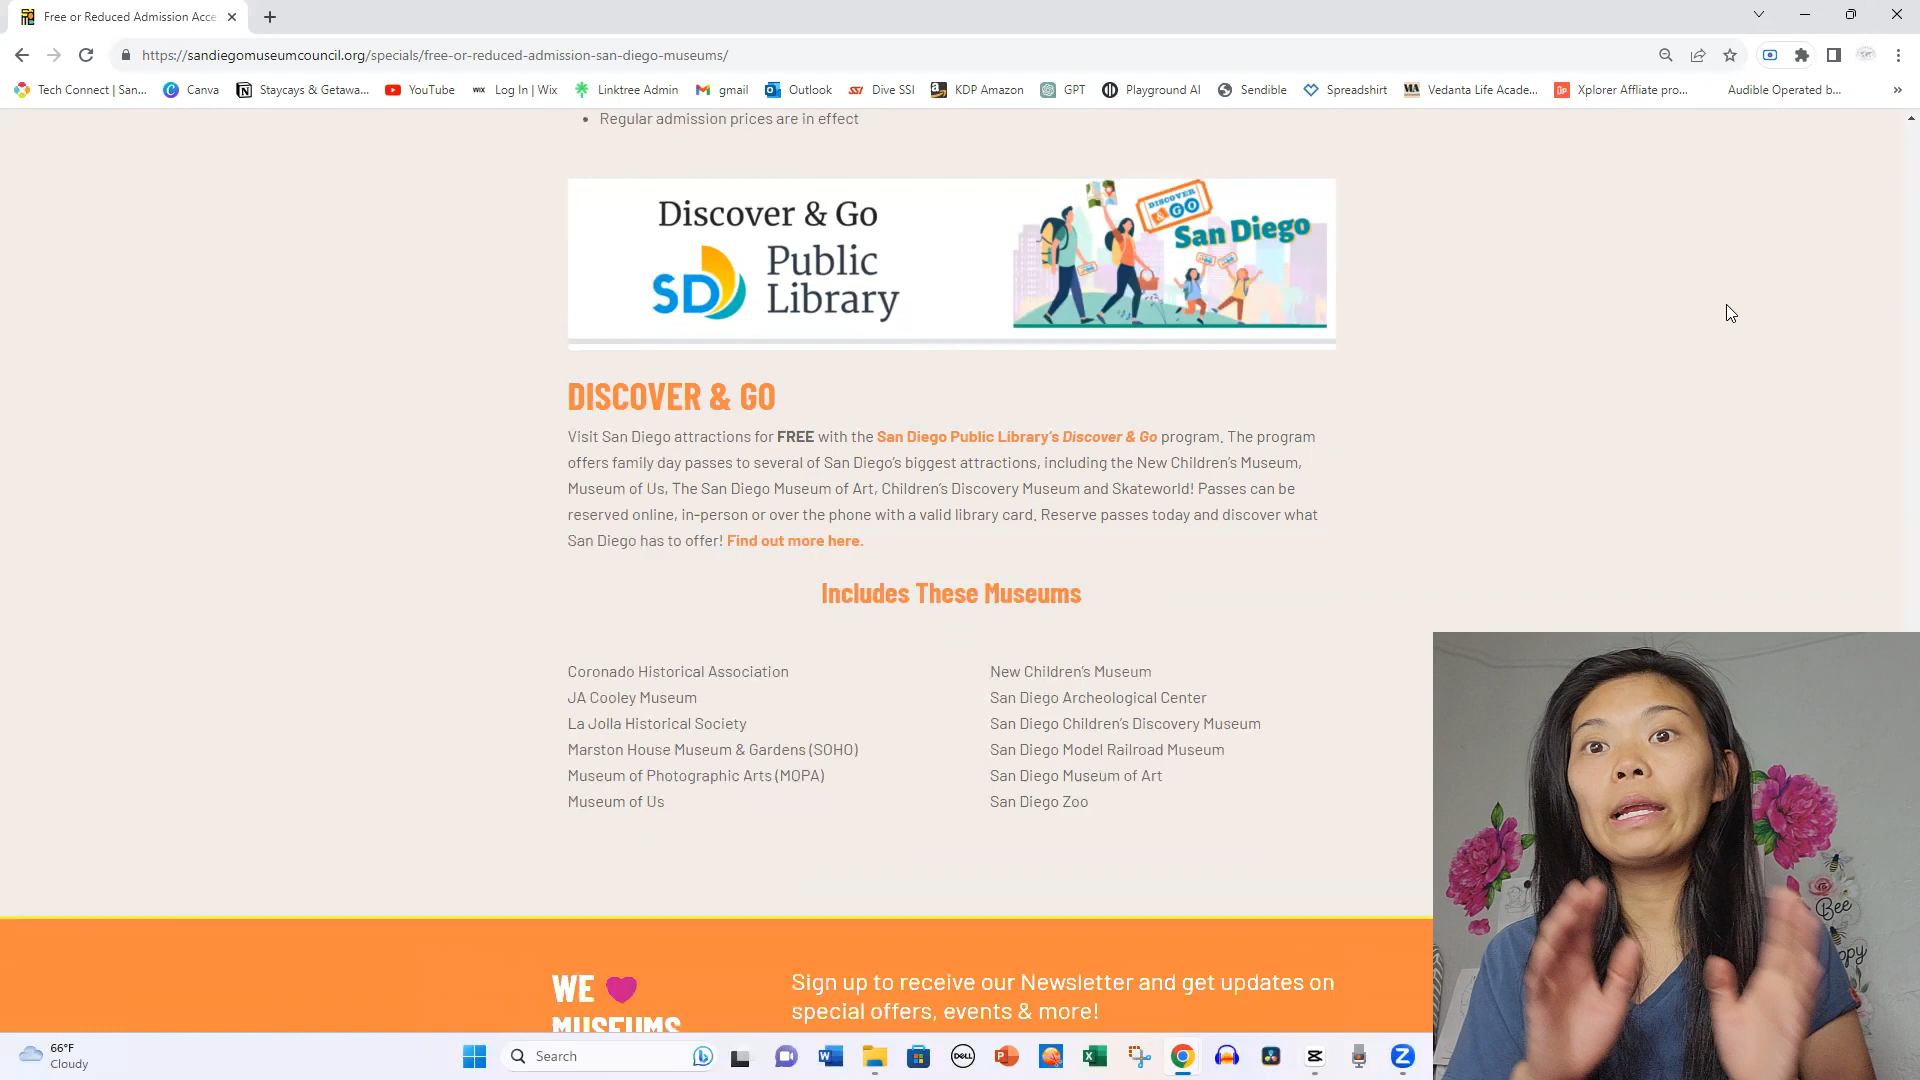 Free or Reduced Admission Acce
https://sandiegomuseumcouncil.org/specials/free-or-reduced-admission-san-diego-museums/
Tech Connect | San... Canva Staycays & Getawa... YouTube Log In | Wix Linktree Admin gmail Outlook Dive SSI KDP Amazon GPT Playground AI Sendible Spreadshirt Vedanta Life Acade... Xplorer Affliate pro... Audible Operated b... »
• Regular admission prices are in effect
Discover & Go
SD Public
Library
DISCOVER
& GO
San Diego
DISCOVER & GO
Visit San Diego attractions for FREE with the San Diego Public Library's Discover & Go program. The program
offers family day passes to several of San Diego's biggest attractions, including the New Children's Museum,
Museum of Us, The San Diego Museum of Art, Children's Discovery Museum and Skateworld! Passes can be
reserved online, in-person or over the phone with a valid library card. Reserve passes today and discover what
San Diego has to offer! Find out more here.
Includes These Museums
Coronado Historical Association
JA Cooley Museum
La Jolla Historical Society
Marston House Museum & Gardens (SOHO)
Museum of Photographic Arts (MOPA)
Museum of Us
New Children's Museum
San Diego Archeological Center
San Diego Children's Discovery Museum
San Diego Model Railroad Museum
San Diego Museum of Art
San Diego Zoo
Bee
WE
MUSEUMS
Sign up to receive our Newsletter and get updates on
special offers, events & more!
66°F
Cloudy
Search
DELL